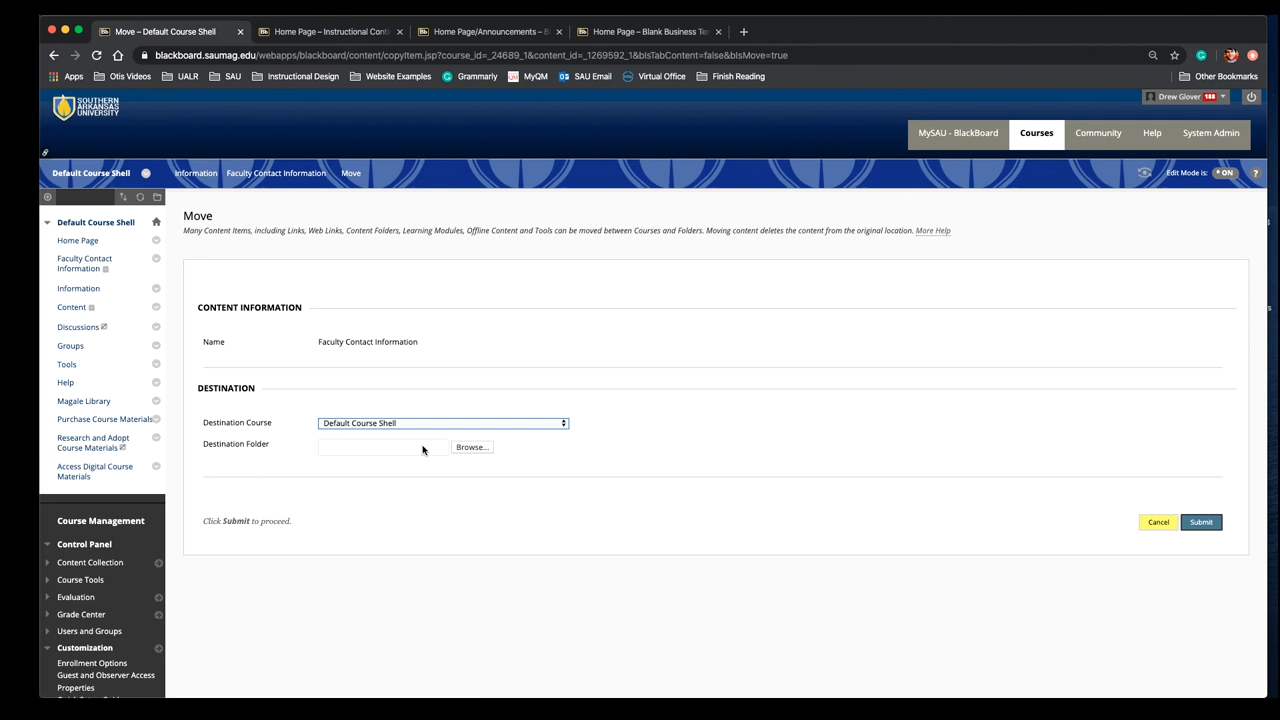 Move – Default Course Shell
Home Page – Instructional Conti
Home Page/Announcements – B
Home Page – Blank Business Te
blackboard.saumag.edu/webapps/blackboard/content/copyItem.jsp?course_id=_24689_1&content_id=_1269592_1&bIsTabContent=false&bIsMove=true
Apps
Otis Videos
UALR
SAU
Instructional Design
Website Examples
Grammarly
MyQM
SAU Email
Virtual Office
Finish Reading
Other Bookmarks
SOUTHERN
ARKANSAS
UNIVERSITY
Drew Glover 188
MySAU - BlackBoard
Courses
Community
Help
System Admin
Default Course Shell
Information
Faculty Contact Information
Move
Edit Mode is:
ON
?
Default Course Shell
Home Page
Faculty Contact
Information
Information
Content
Discussions
Groups
Tools
Help
Magale Library
Purchase Course Materials
Research and Adopt
Course Materials
Access Digital Course
Materials
Course Management
Control Panel
Content Collection
Course Tools
Evaluation
Grade Center
Users and Groups
Customization
Enrollment Options
Guest and Observer Access
Properties
Move
Many Content Items, including Links, Web Links, Content Folders, Learning Modules, Offline Content and Tools can be moved between Courses and Folders. Moving content deletes the content from the original location. More Help
CONTENT INFORMATION
Name
Faculty Contact Information
DESTINATION
Destination Course
Default Course Shell
Destination Folder
Browse...
Click Submit to proceed.
Cancel
Submit